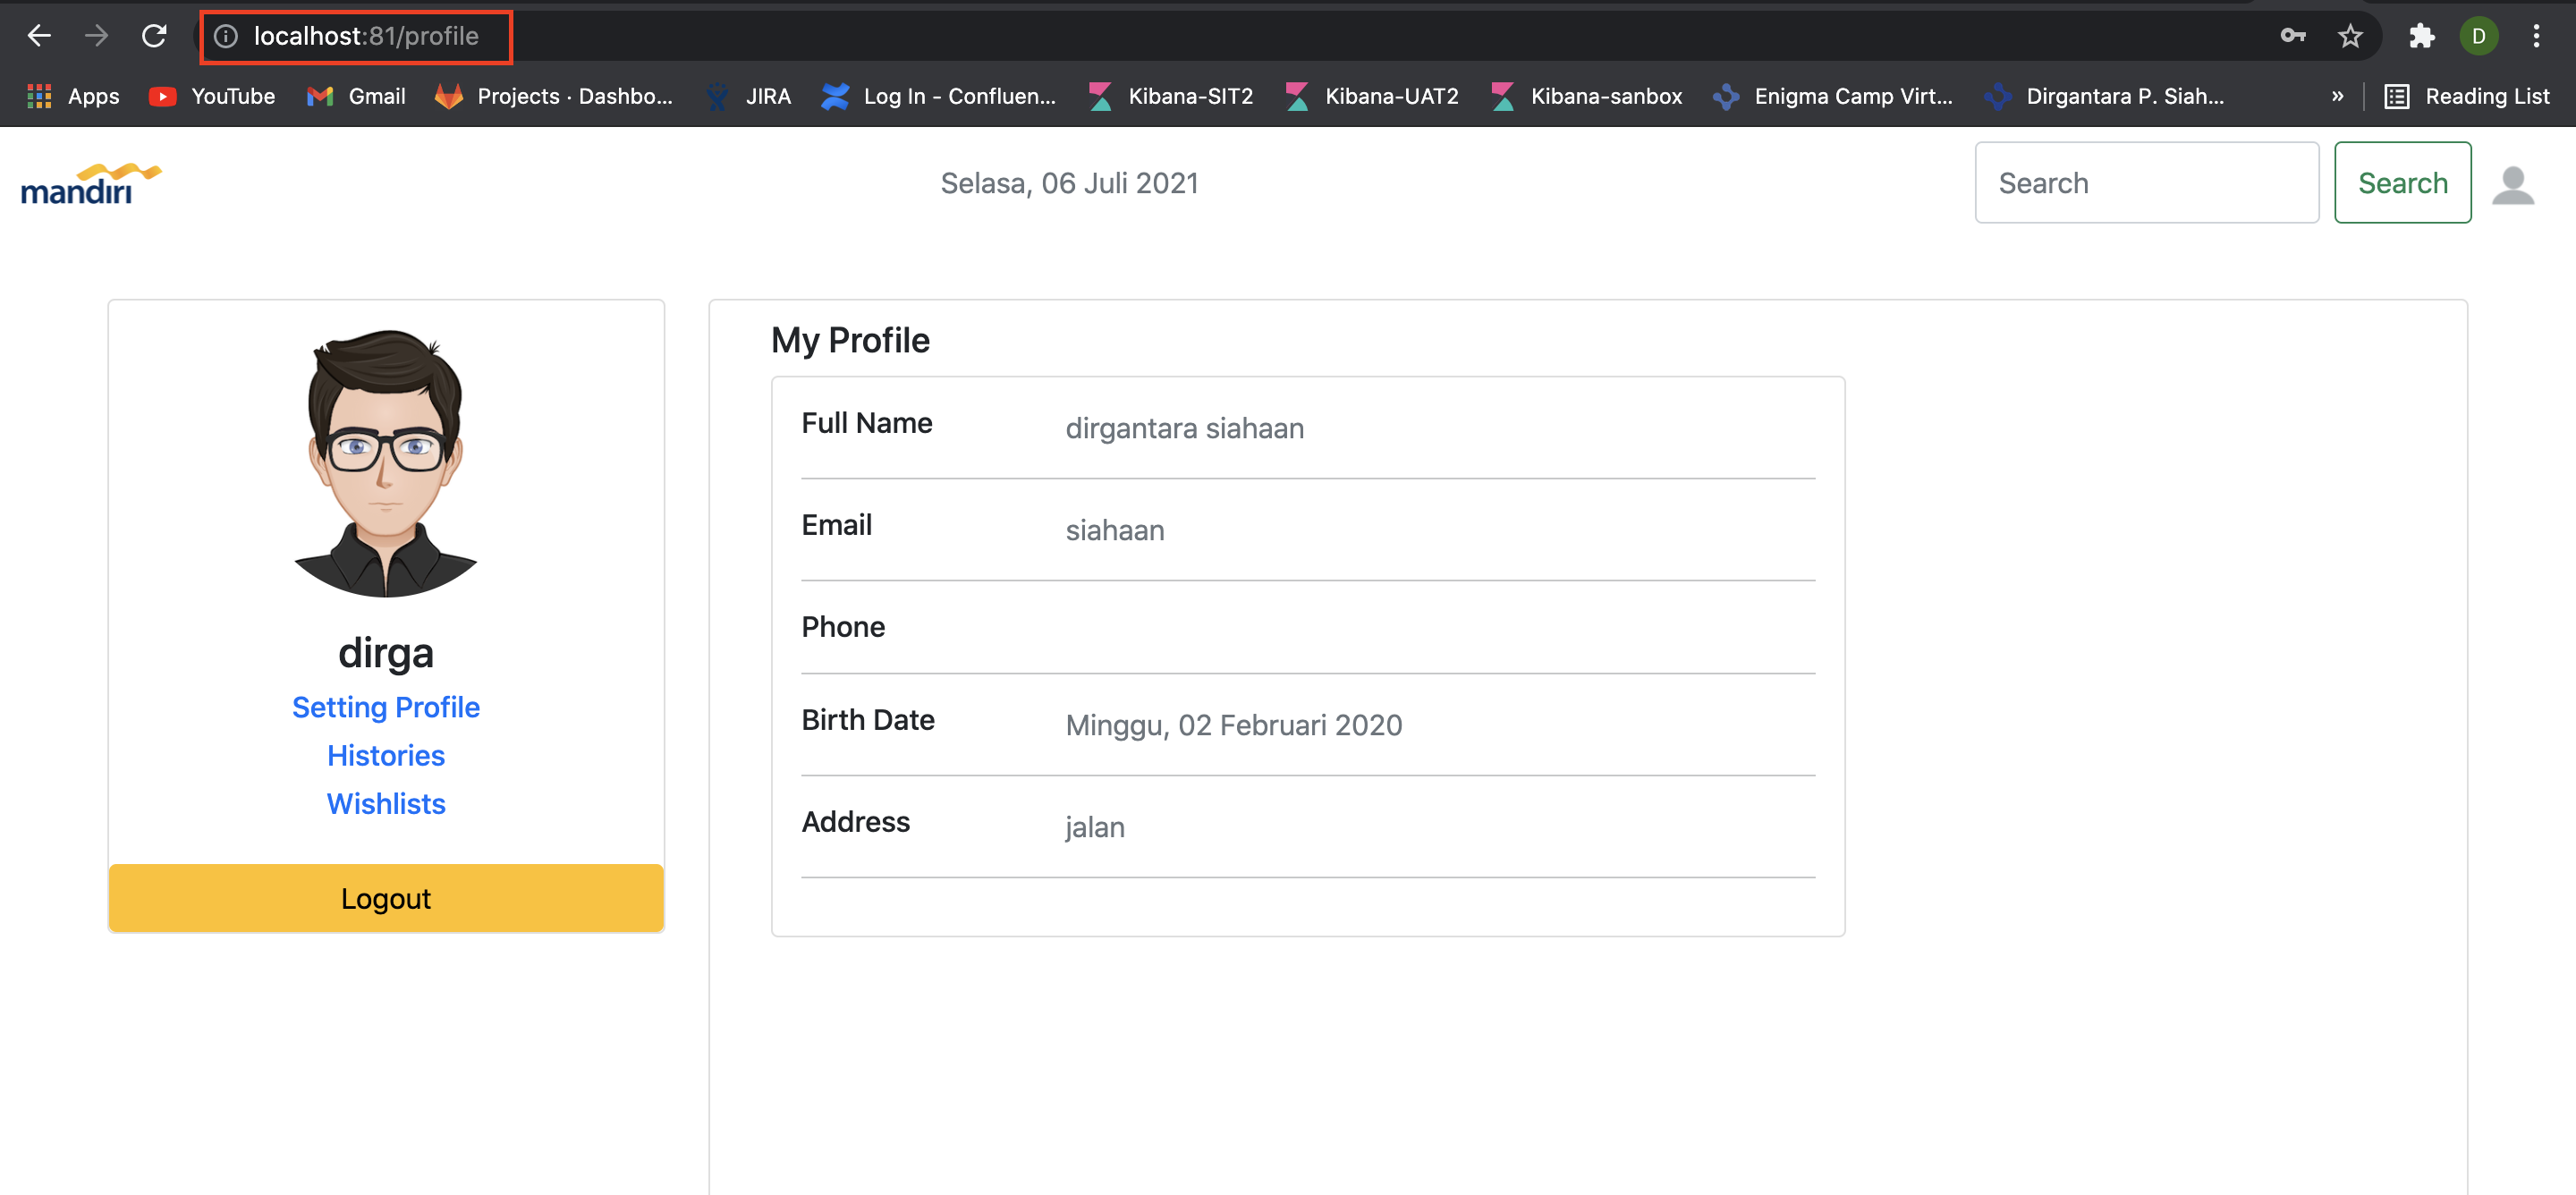 localhost:81/profile
D
Apps YouTube Gmail Projects · Dashbo... JIRA Log In - Confluen... Kibana-SIT2 Kibana-UAT2 Kibana-sanbox Enigma Camp Virt... Dirgantara P. Siah... » Reading List
mandiri Selasa, 06 Juli 2021 Search Search
My Profile
Full Name dirgantara siahaan
Email siahaan
Phone
Birth Date Minggu, 02 Februari 2020
Address jalan
dirga
Setting Profile
Histories
Wishlists
Logout